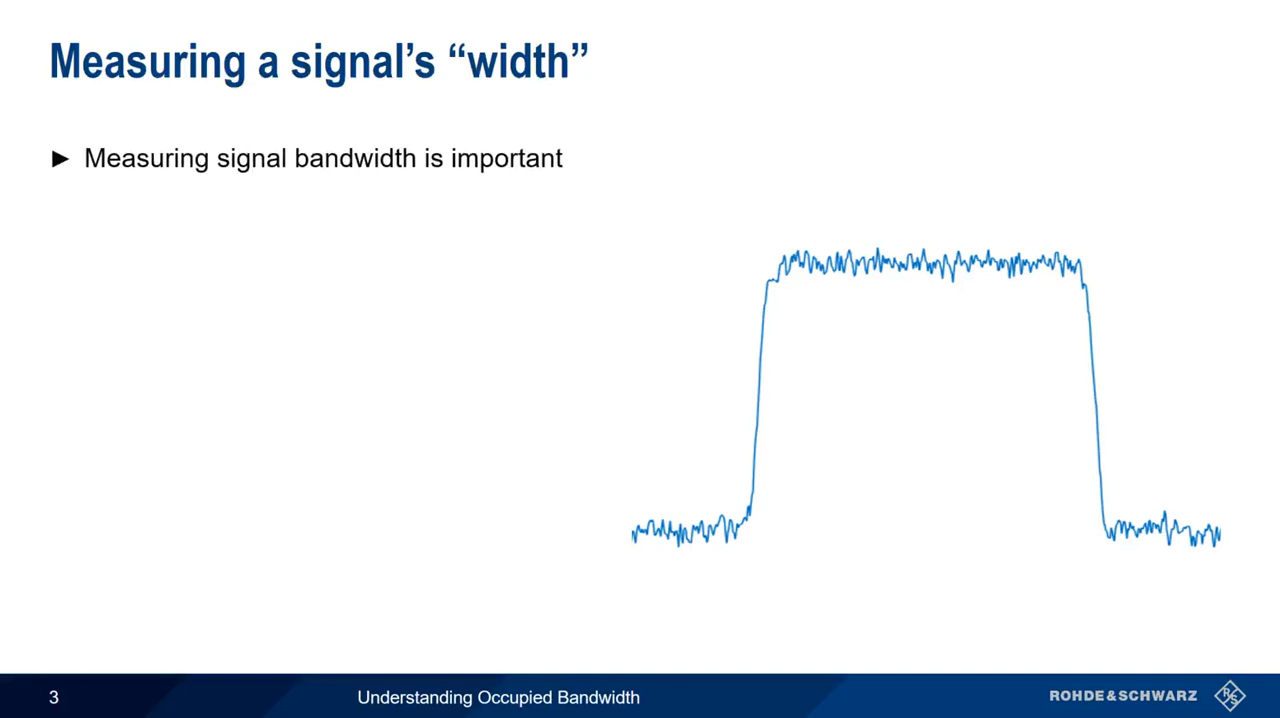 Measuring a signal’s “width”
► Measuring signal bandwidth is important
3
Understanding Occupied Bandwidth
ROHDE&SCHWARZ
R&S